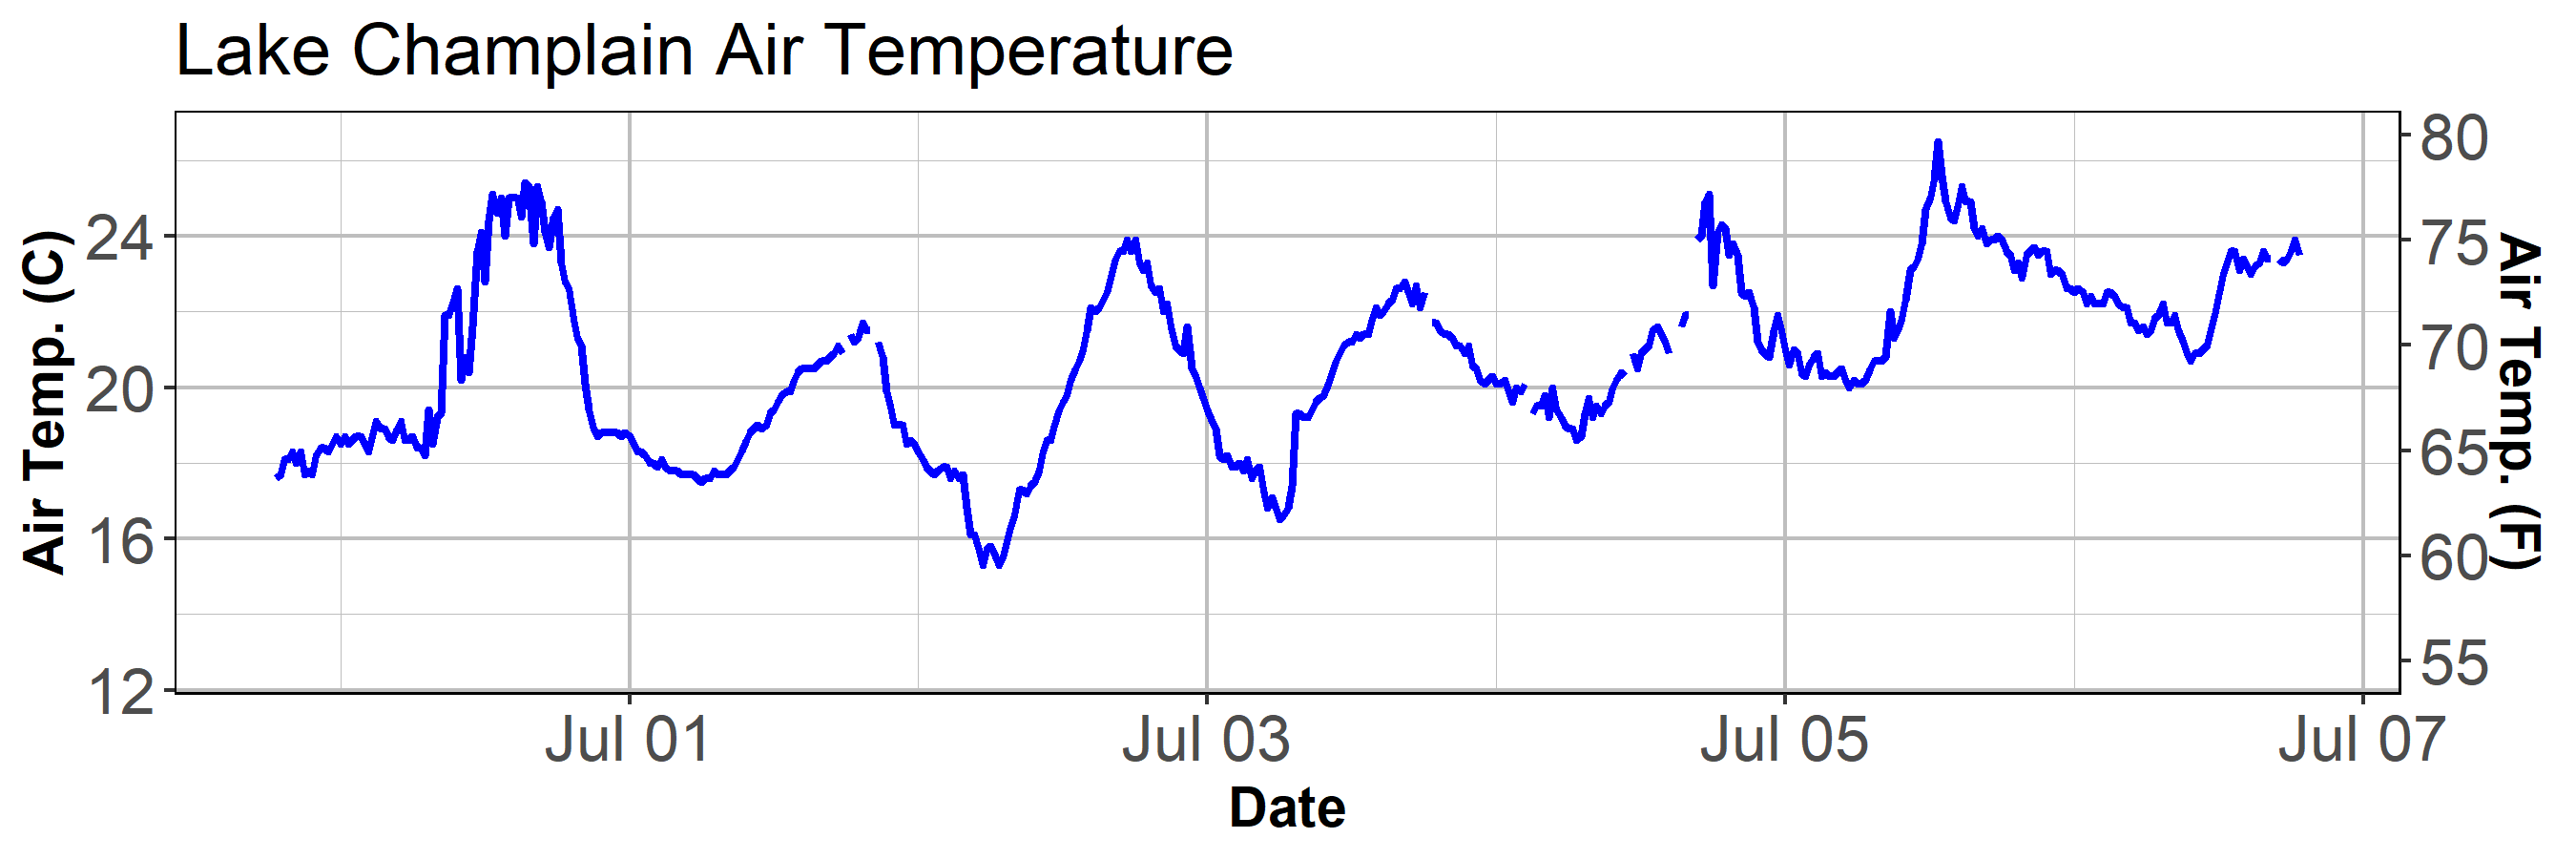 Lake Champlain Air Temperature
Air Temp. (C)
24
20
16
12
80
75
70
65
60
55
Air Temp. (F)
Jul 01
Jul 03
Jul 05
Jul 07
Date